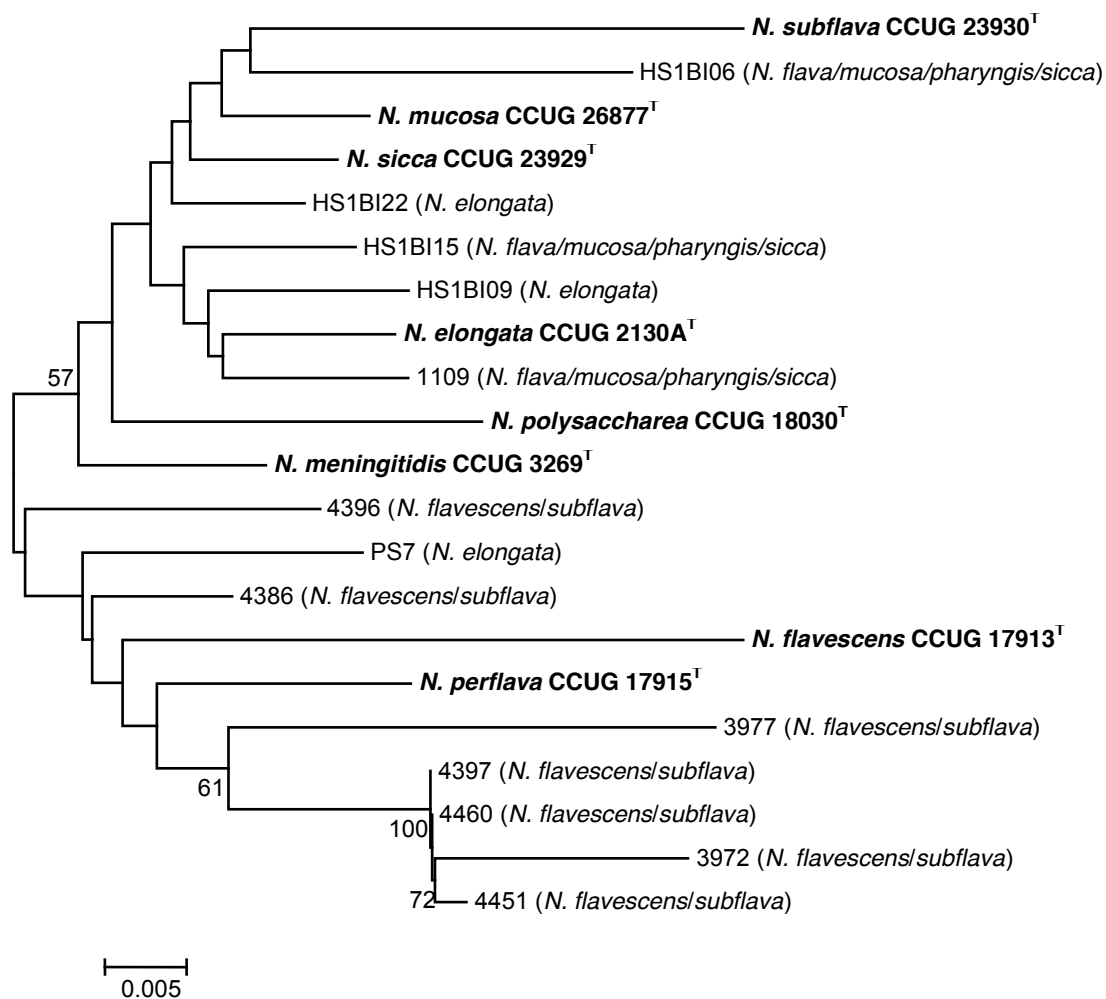 N. subflava CCUG 23930T
HS1BI06 (N. flava/mucosa/pharyngis/sicca)
N. mucosa CCUG 26877T
N. sicca CCUG 23929T
HS1BI22 (N. elongata)
HS1BI15 (N. flava/mucosa/pharyngis/sicca)
HS1BI09 (N. elongata)
N. elongata CCUG 2130AT
1109 (N. flava/mucosa/pharyngis/sicca)
57
N. polysaccharea CCUG 18030T
N. meningitidis CCUG 3269T
4396 (N. flavescens/subflava)
PS7 (N. elongata)
4386 (N. flavescens/subflava)
N. flavescens CCUG 17913T
N. perflava CCUG 17915T
3977 (N. flavescens/subflava)
61
4397 (N. flavescens/subflava)
4460 (N. flavescens/subflava)
100
3972 (N. flavescens/subflava)
72
4451 (N. flavescens/subflava)
0.005